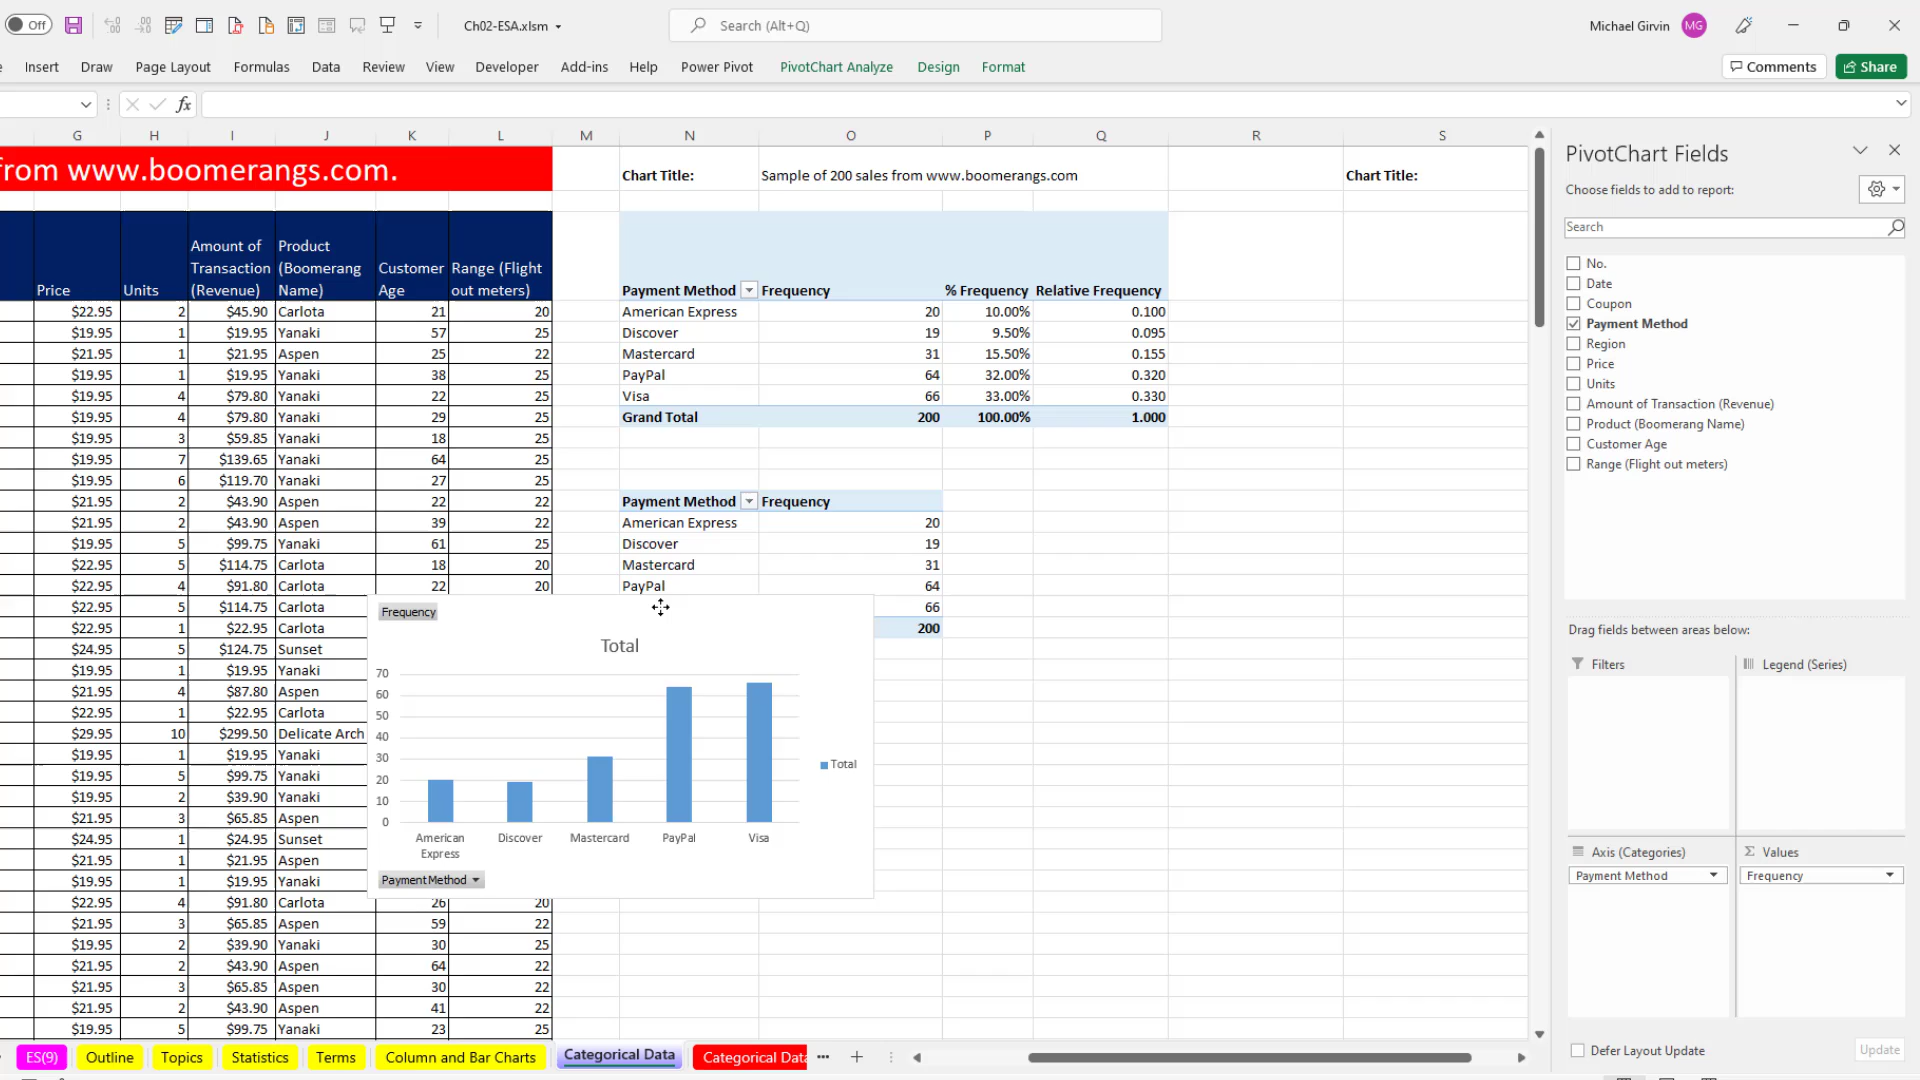 Off
Ch02-ESA.xlsm
Search (Alt+Q)
Michael Girvin
MG
Insert Draw Page Layout Formulas Data Review View Developer Add-ins Help Power Pivot PivotChart Analyze Design Format
Comments
Share
fx
G H I J K L M N O P Q R S
from www.boomerangs.com.
Chart Title: Sample of 200 sales from www.boomerangs.com
Chart Title:
Price Units Amount of Transaction (Revenue) Product (Boomerang Name) Customer Age Range (Flight out meters)
Payment Method Frequency % Frequency Relative Frequency
$22.95 2 $45.90 Carlota 21 20 American Express 20 10.00% 0.100
$19.95 1 $19.95 Yanaki 57 25 Discover 19 9.50% 0.095
$21.95 1 $21.95 Aspen 25 22 Mastercard 31 15.50% 0.155
$19.95 1 $19.95 Yanaki 38 25 PayPal 64 32.00% 0.320
$19.95 4 $79.80 Yanaki 22 25 Visa 66 33.00% 0.330
$19.95 4 $79.80 Yanaki 29 25 Grand Total 200 100.00% 1.000
$19.95 3 $59.85 Yanaki 18 25
$19.95 7 $139.65 Yanaki 64 25
$19.95 6 $119.70 Yanaki 27 25
$21.95 2 $43.90 Aspen 22 22 Payment Method Frequency
$21.95 2 $43.90 Aspen 39 22 American Express 20
$19.95 5 $99.75 Yanaki 61 25 Discover 19
$22.95 5 $114.75 Carlota 18 20 Mastercard 31
$22.95 4 $91.80 Carlota 22 20 PayPal 64
$22.95 5 $114.75 Carlota 66
$22.95 1 $22.95 Carlota 200
$24.95 5 $124.75 Sunset
$19.95 1 $19.95 Yanaki
$21.95 4 $87.80 Aspen
$22.95 1 $22.95 Carlota
$29.95 10 $299.50 Delicate Arch
$19.95 1 $19.95 Yanaki
$19.95 5 $99.75 Yanaki
$19.95 2 $39.90 Yanaki
$21.95 3 $65.85 Aspen
$24.95 1 $24.95 Sunset
$21.95 1 $21.95 Aspen
$19.95 1 $19.95 Yanaki
$22.95 4 $91.80 Carlota 26 20
$21.95 3 $65.85 Aspen 59 22
$19.95 2 $39.90 Yanaki 30 25
$21.95 2 $43.90 Aspen 64 22
$21.95 3 $65.85 Aspen 30 22
$21.95 2 $43.90 Aspen 41 22
$19.95 5 $99.75 Yanaki 23 25
Frequency
Total
70
60
50
40
30
20
10
0
American Express Discover Mastercard PayPal Visa
Total
Payment Method
PivotChart Fields
Choose fields to add to report:
Search
No.
Date
Coupon
Payment Method
Region
Price
Units
Amount of Transaction (Revenue)
Product (Boomerang Name)
Customer Age
Range (Flight out meters)
Drag fields between areas below:
Filters
Legend (Series)
Axis (Categories)
Payment Method
Σ Values
Frequency
Defer Layout Update
Update
ES(9) Outline Topics Statistics Terms Column and Bar Charts Categorical Data Categorical Data